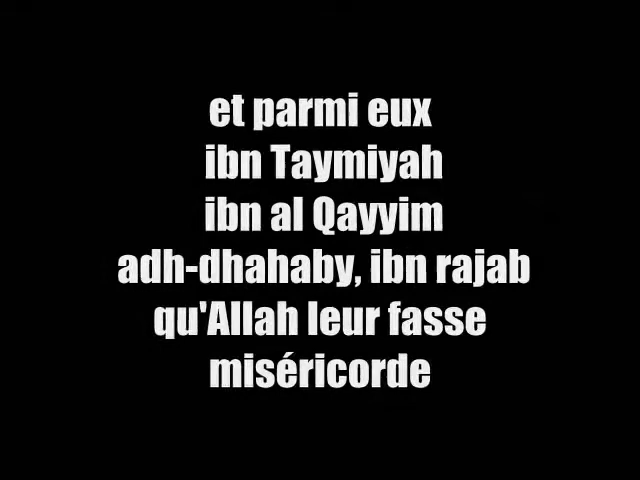 et parmi eux
ibn Taymiyah
ibn al Qayyim
adh-dhahaby, ibn rajab
qu'Allah leur fasse
miséricorde